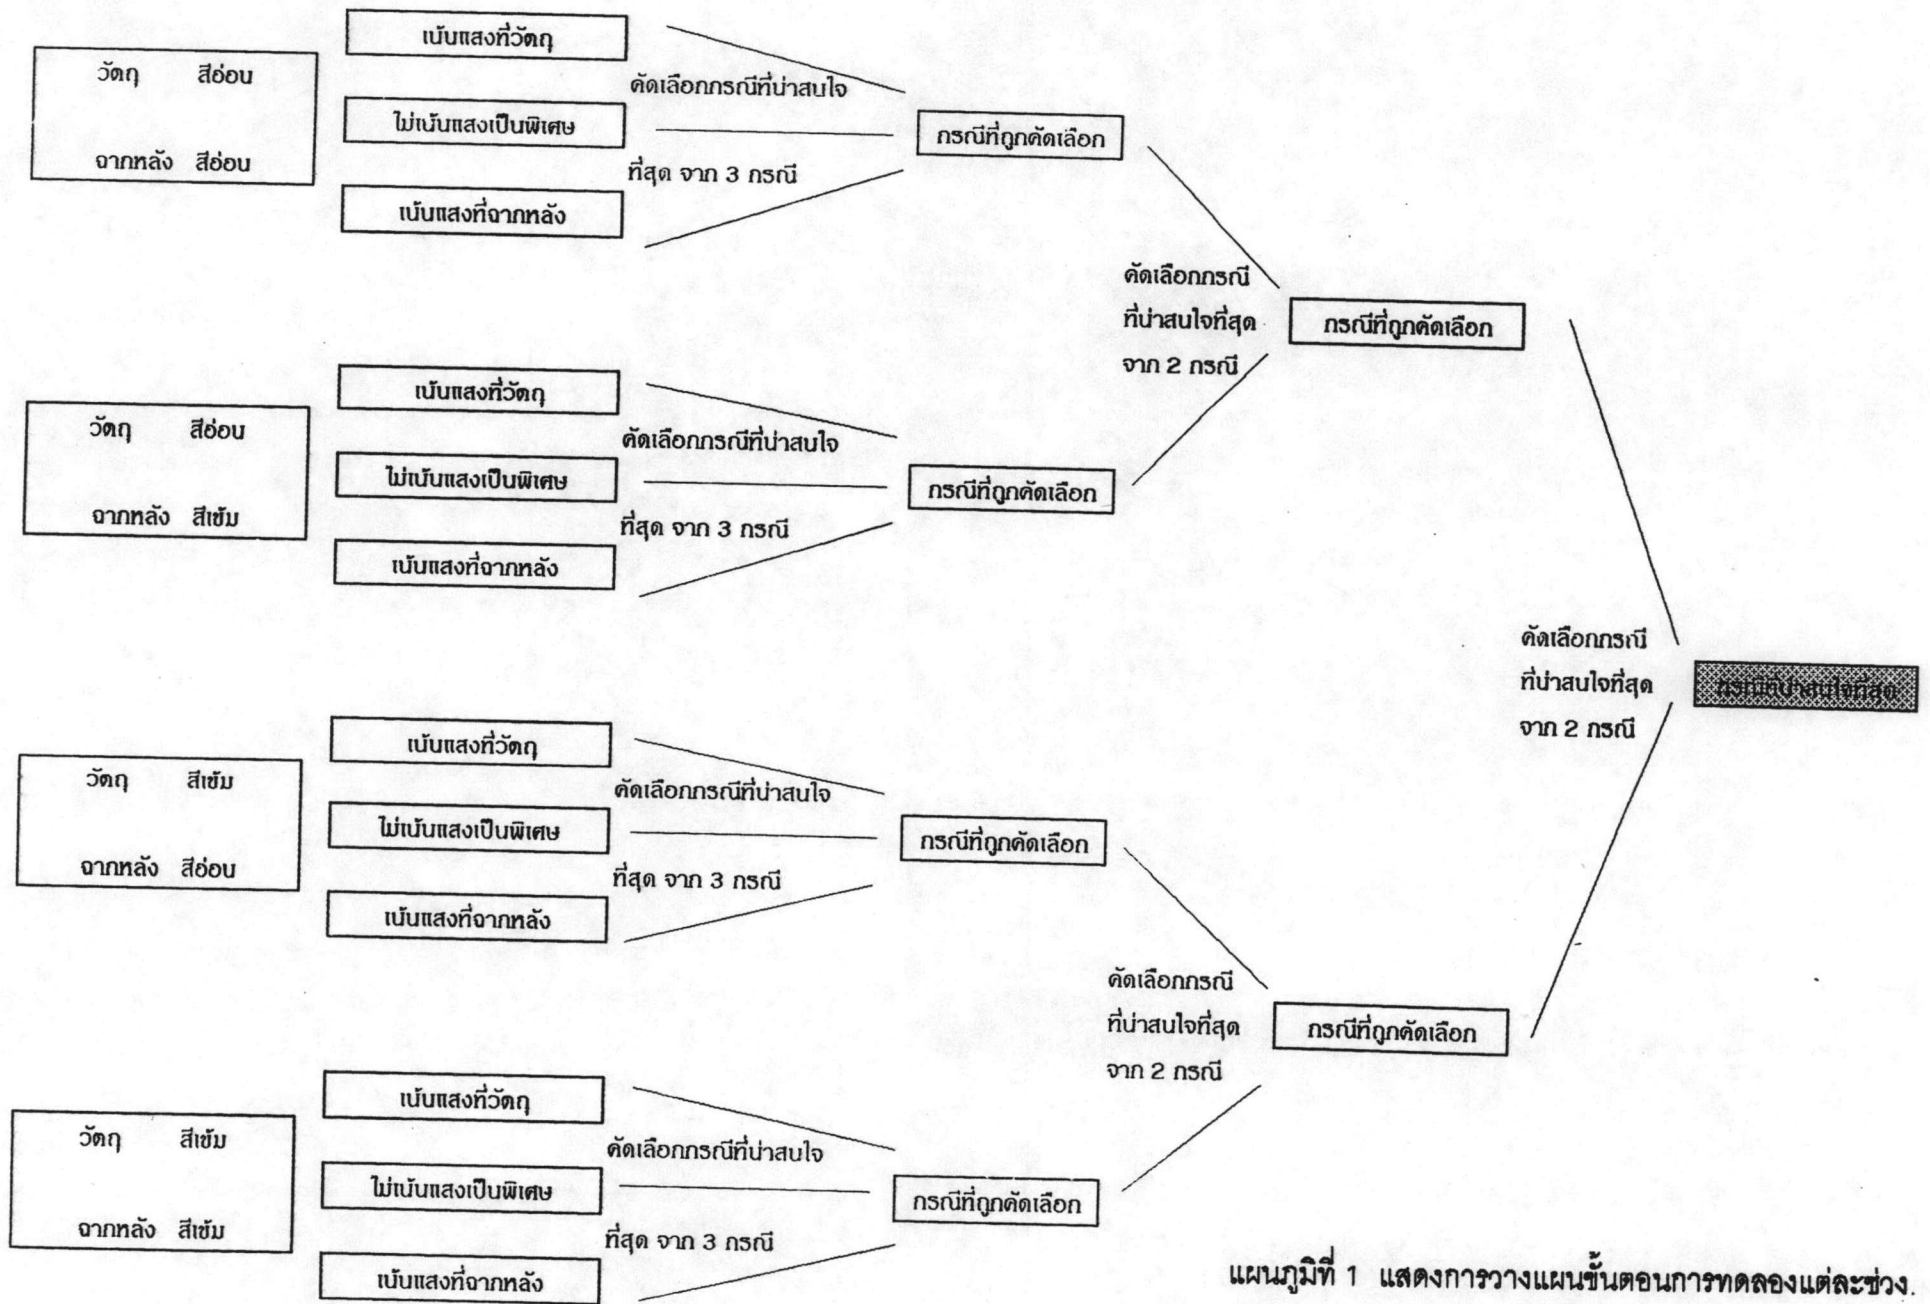 วัตถุ สีอ่อน
ฉากหลัง สีอ่อน
เน้นแสงที่วัตถุ
ไม่เน้นแสงเป็นพิเศษ
เน้นแสงที่ฉากหลัง
คัดเลือกกรณีที่น่าสนใจ
ที่สุด จาก 3 กรณี
กรณีที่ถูกคัดเลือก
วัตถุ สีอ่อน
ฉากหลัง สีเข้ม
เน้นแสงที่วัตถุ
ไม่เน้นแสงเป็นพิเศษ
เน้นแสงที่ฉากหลัง
คัดเลือกกรณีที่น่าสนใจ
ที่สุด จาก 3 กรณี
กรณีที่ถูกคัดเลือก
คัดเลือกกรณี
ที่น่าสนใจที่สุด
จาก 2 กรณี
กรณีที่ถูกคัดเลือก
วัตถุ สีเข้ม
ฉากหลัง สีอ่อน
เน้นแสงที่วัตถุ
ไม่เน้นแสงเป็นพิเศษ
เน้นแสงที่ฉากหลัง
คัดเลือกกรณีที่น่าสนใจ
ที่สุด จาก 3 กรณี
กรณีที่ถูกคัดเลือก
วัตถุ สีเข้ม
ฉากหลัง สีเข้ม
เน้นแสงที่วัตถุ
ไม่เน้นแสงเป็นพิเศษ
เน้นแสงที่ฉากหลัง
คัดเลือกกรณีที่น่าสนใจ
ที่สุด จาก 3 กรณี
กรณีที่ถูกคัดเลือก
คัดเลือกกรณี
ที่น่าสนใจที่สุด
จาก 2 กรณี
กรณีที่ถูกคัดเลือก
คัดเลือกกรณี
ที่น่าสนใจที่สุด
จาก 2 กรณี
กรณีที่น่าสนใจที่สุด
แผนภูมิที่ 1 แสดงการวางแผนขั้นตอนการทดลองแต่ละช่วง.